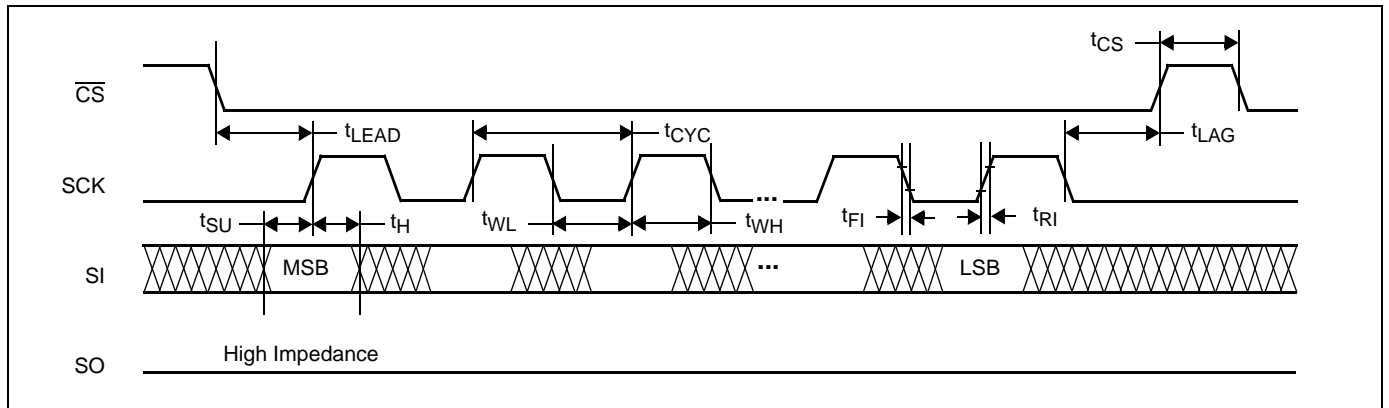 tCS
CS
tLEAD
tCYC
tLAG
SCK
...
tSU
tH
tWL
tWH
tFI
tRI
SI
MSB
...
LSB
High Impedance
SO